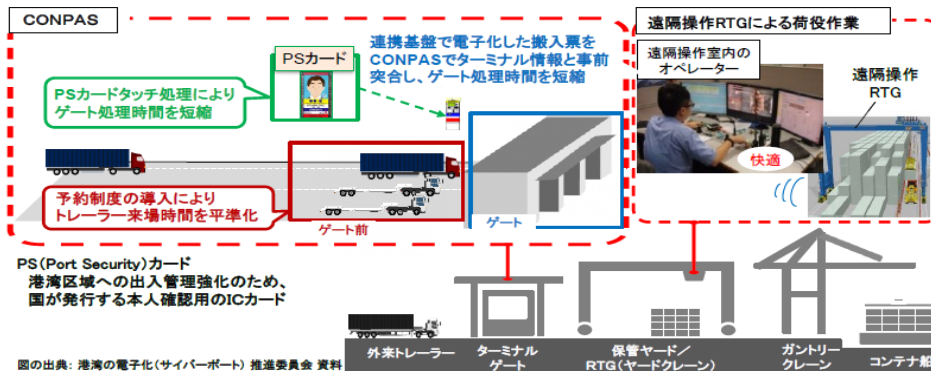 CONPAS
PSカード
連携基盤で電子化した搬入票を
CONPASでターミナル情報と事前
突合し、ゲート処理時間を短縮
PSカードタッチ処理により
ゲート処理時間を短縮
予約制度の導入により
トレーラー来場時間を平準化
ゲート前
ゲート
遠隔操作RTGによる荷役作業
遠隔操作室内の
オペレーター
遠隔操作
RTG
快適
PS(Port Security)カード
港湾区域への出入管理強化のため、
国が発行する本人確認用のICカード
外来トレーラー
ターミナル
ゲート
保管ヤード/
RTG(ヤードクレーン)
ガントリー
クレーン
コンテナ船
図の出典: 港湾の電子化(サイバーポート) 推進委員会 資料